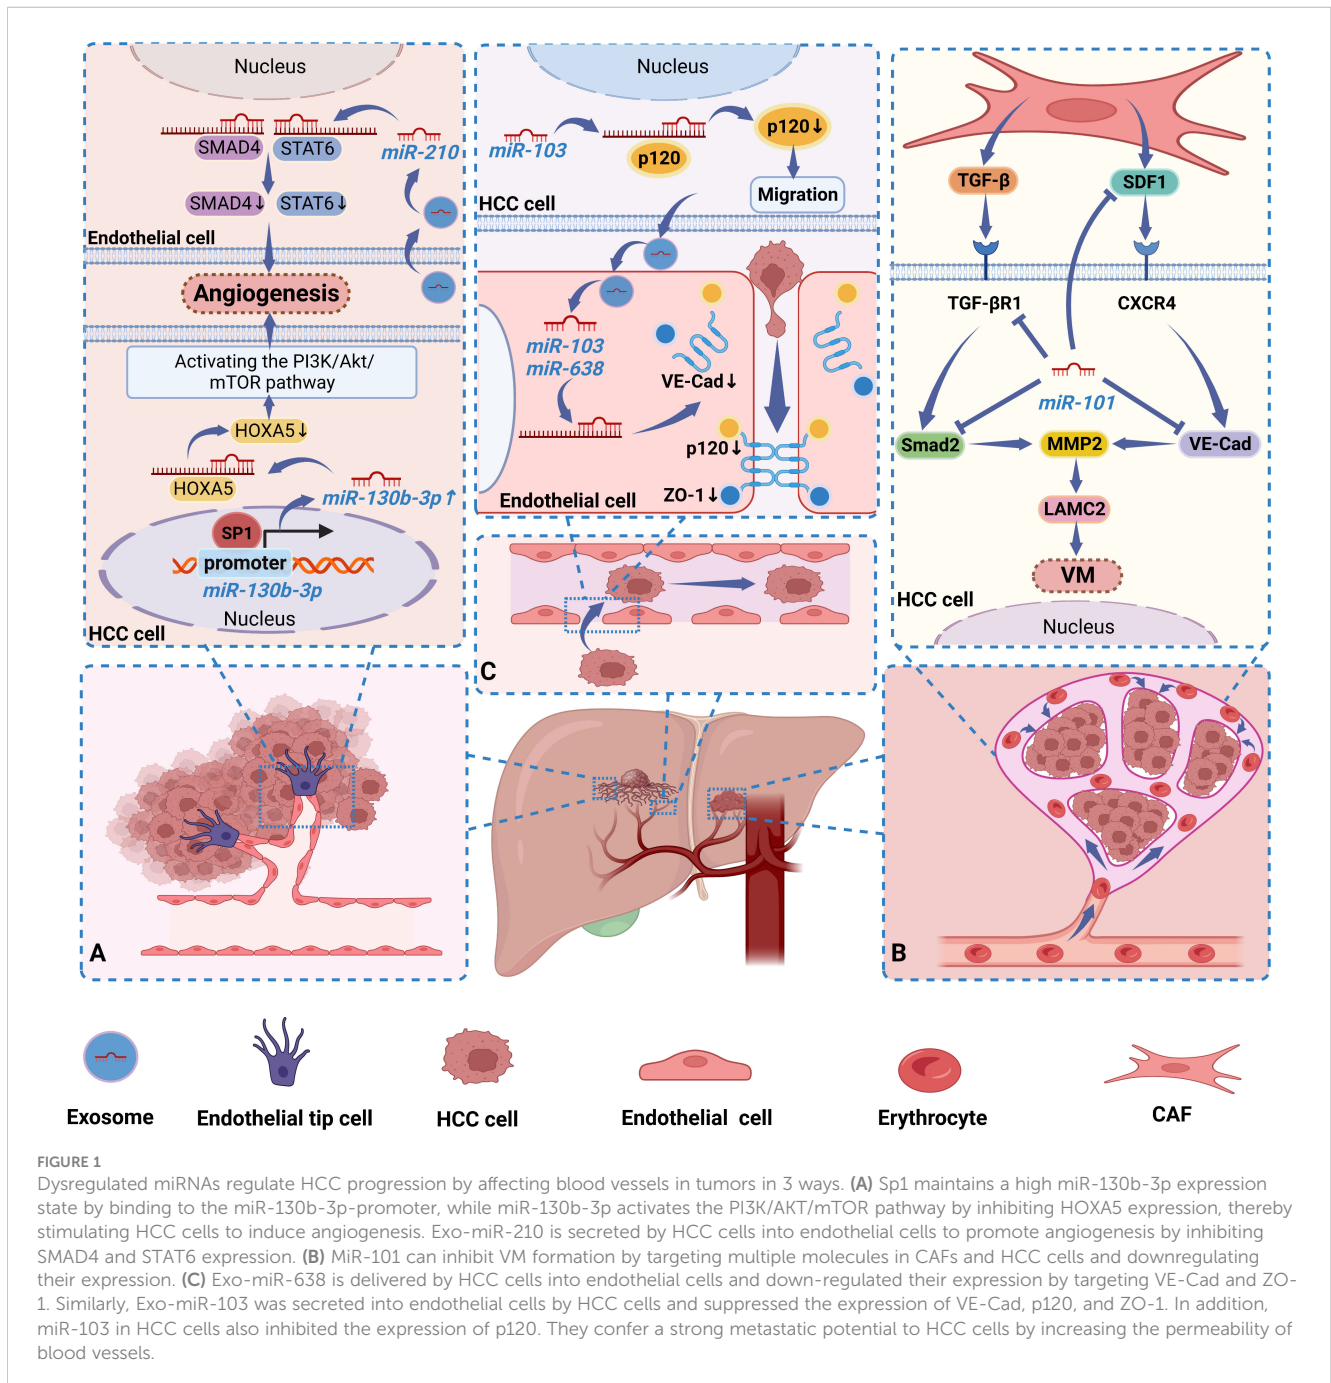 Nucleus
SMAD4
STAT6
miR-210
SMAD4↓
STAT6↓
Endothelial cell
Angiogenesis
Activating the PI3K/Akt/
mTOR pathway
HOXA5↓
HOXA5
miR-130b-3p↑
SP1
promoter
miR-130b-3p
Nucleus
HCC cell
Nucleus
miR-103
p120
p120↓
Migration
HCC cell
miR-103
miR-638
VE-Cad↓
p120↓
ZO-1↓
Endothelial cell
TGF-β
SDF1
TGF-βR1
CXCR4
miR-101
Smad2
MMP2
VE-Cad
LAMC2
VM
HCC cell
Nucleus
C
A
B
Exosome
Endothelial tip cell
HCC cell
Endothelial cell
Erythrocyte
CAF
FIGURE 1
Dysregulated miRNAs regulate HCC progression by affecting blood vessels in tumors in 3 ways. (A) Sp1 maintains a high miR-130b-3p expression
state by binding to the miR-130b-3p-promoter, while miR-130b-3p activates the PI3K/AKT/mTOR pathway by inhibiting HOXA5 expression, thereby
stimulating HCC cells to induce angiogenesis. Exo-miR-210 is secreted by HCC cells into endothelial cells to promote angiogenesis by inhibiting
SMAD4 and STAT6 expression. (B) MiR-101 can inhibit VM formation by targeting multiple molecules in CAFs and HCC cells and downregulating
their expression. (C) Exo-miR-638 is delivered by HCC cells into endothelial cells and down-regulated their expression by targeting VE-Cad and ZO-
1. Similarly, Exo-miR-103 was secreted into endothelial cells by HCC cells and suppressed the expression of VE-Cad, p120, and ZO-1. In addition,
miR-103 in HCC cells also inhibited the expression of p120. They confer a strong metastatic potential to HCC cells by increasing the permeability of
blood vessels.